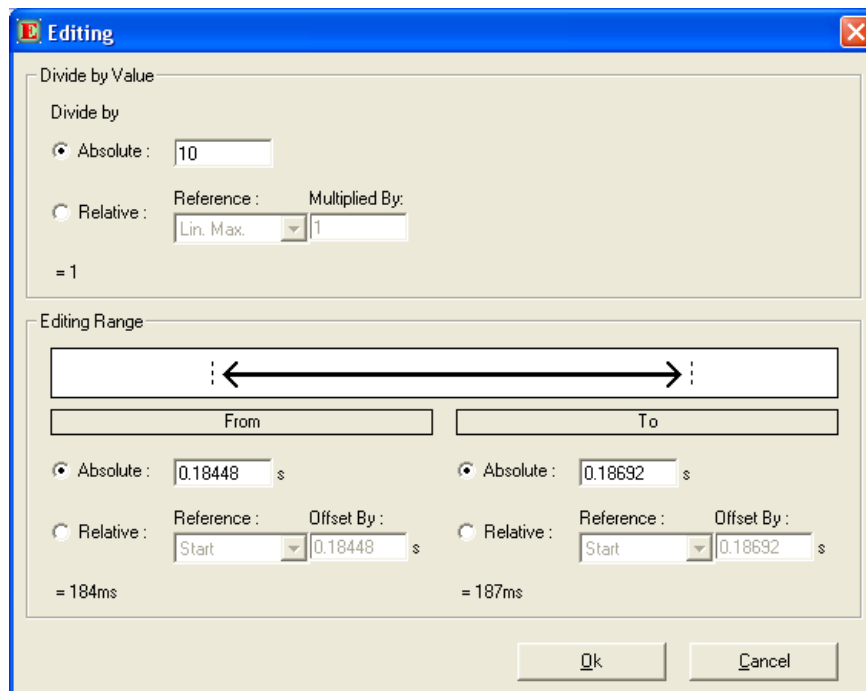 E Editing
Divide by Value
Divide by
Absolute : 10
Reference : Multiplied By:
Relative : Lin. Max. 1
= 1
Editing Range
From To
Absolute : 0.18448 s Absolute : 0.18692 s
Reference : Offset By : Reference : Offset By :
Relative : Start 0.18448 s Relative : Start 0.18692 s
= 184ms = 187ms
Ok Cancel